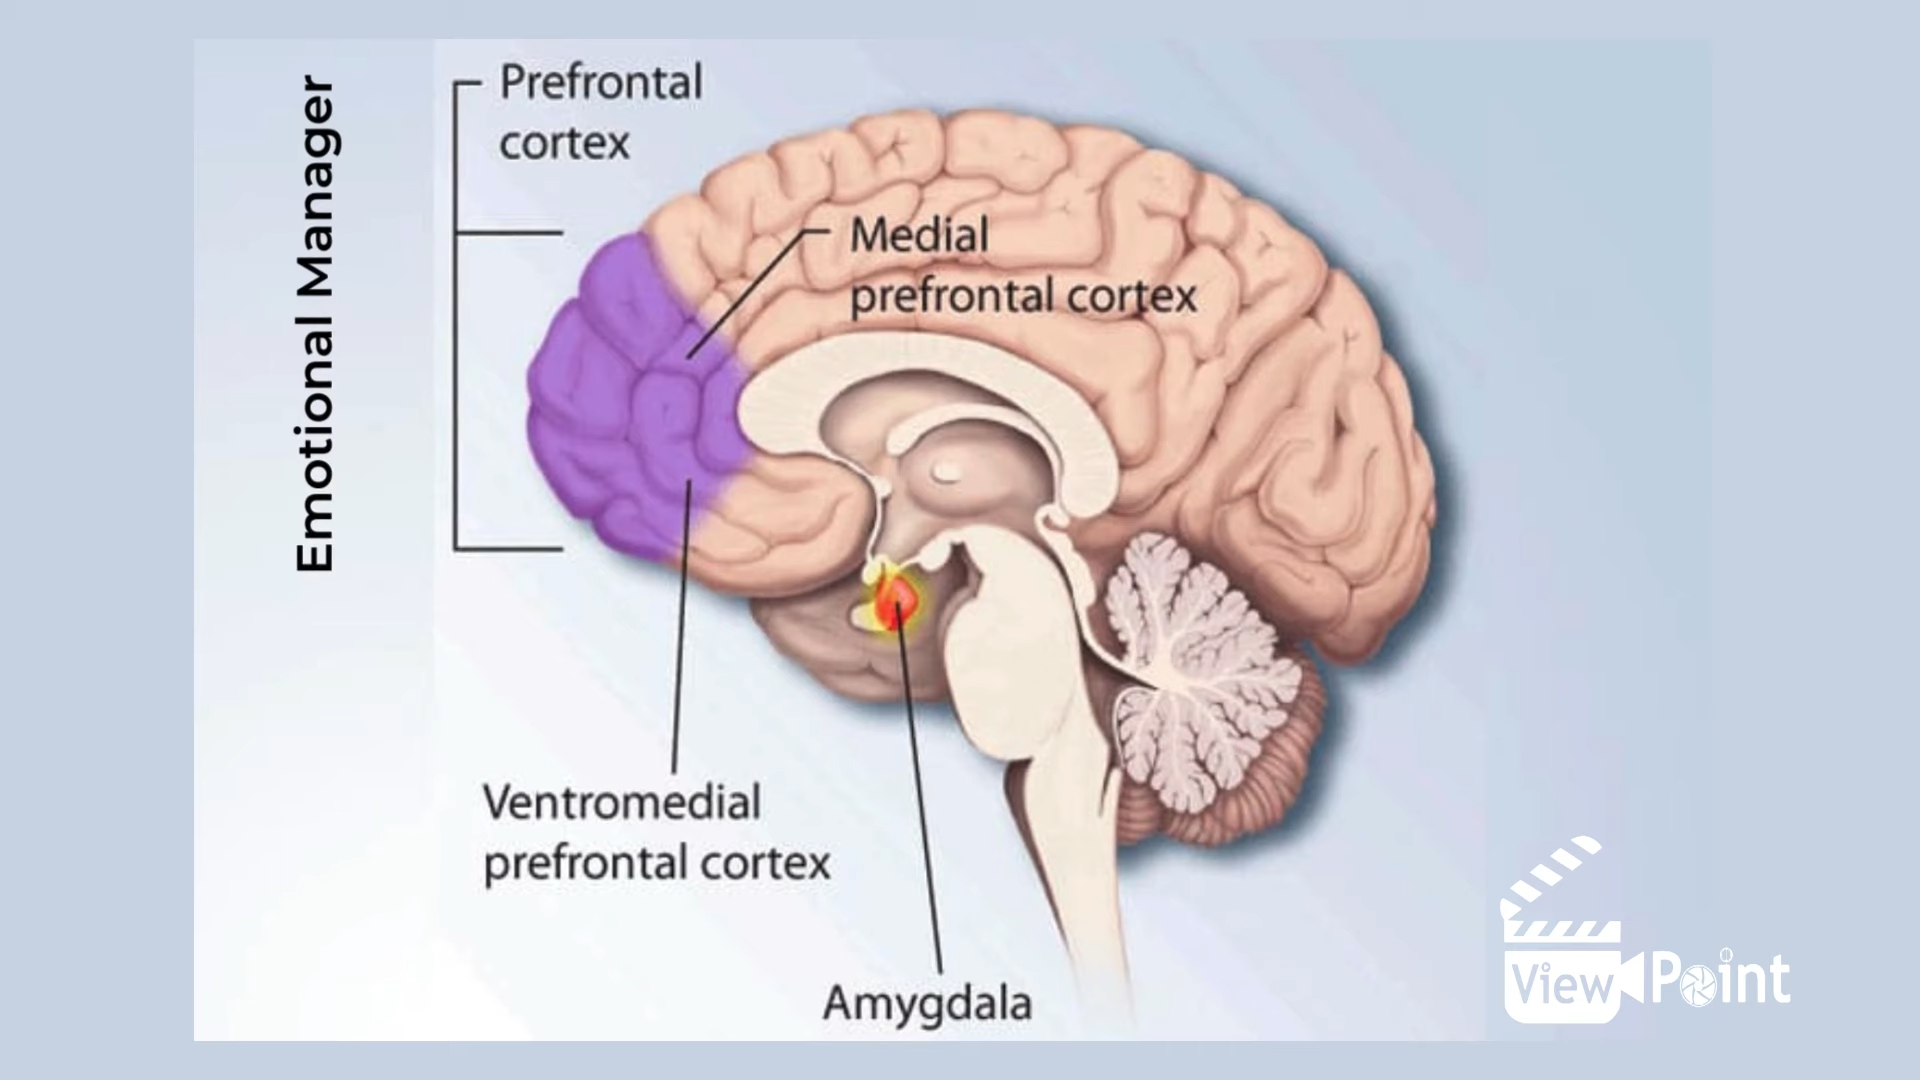 Emotional Manager
Prefrontal
cortex
Medial
prefrontal cortex
Ventromedial
prefrontal cortex
Amygdala
View Point